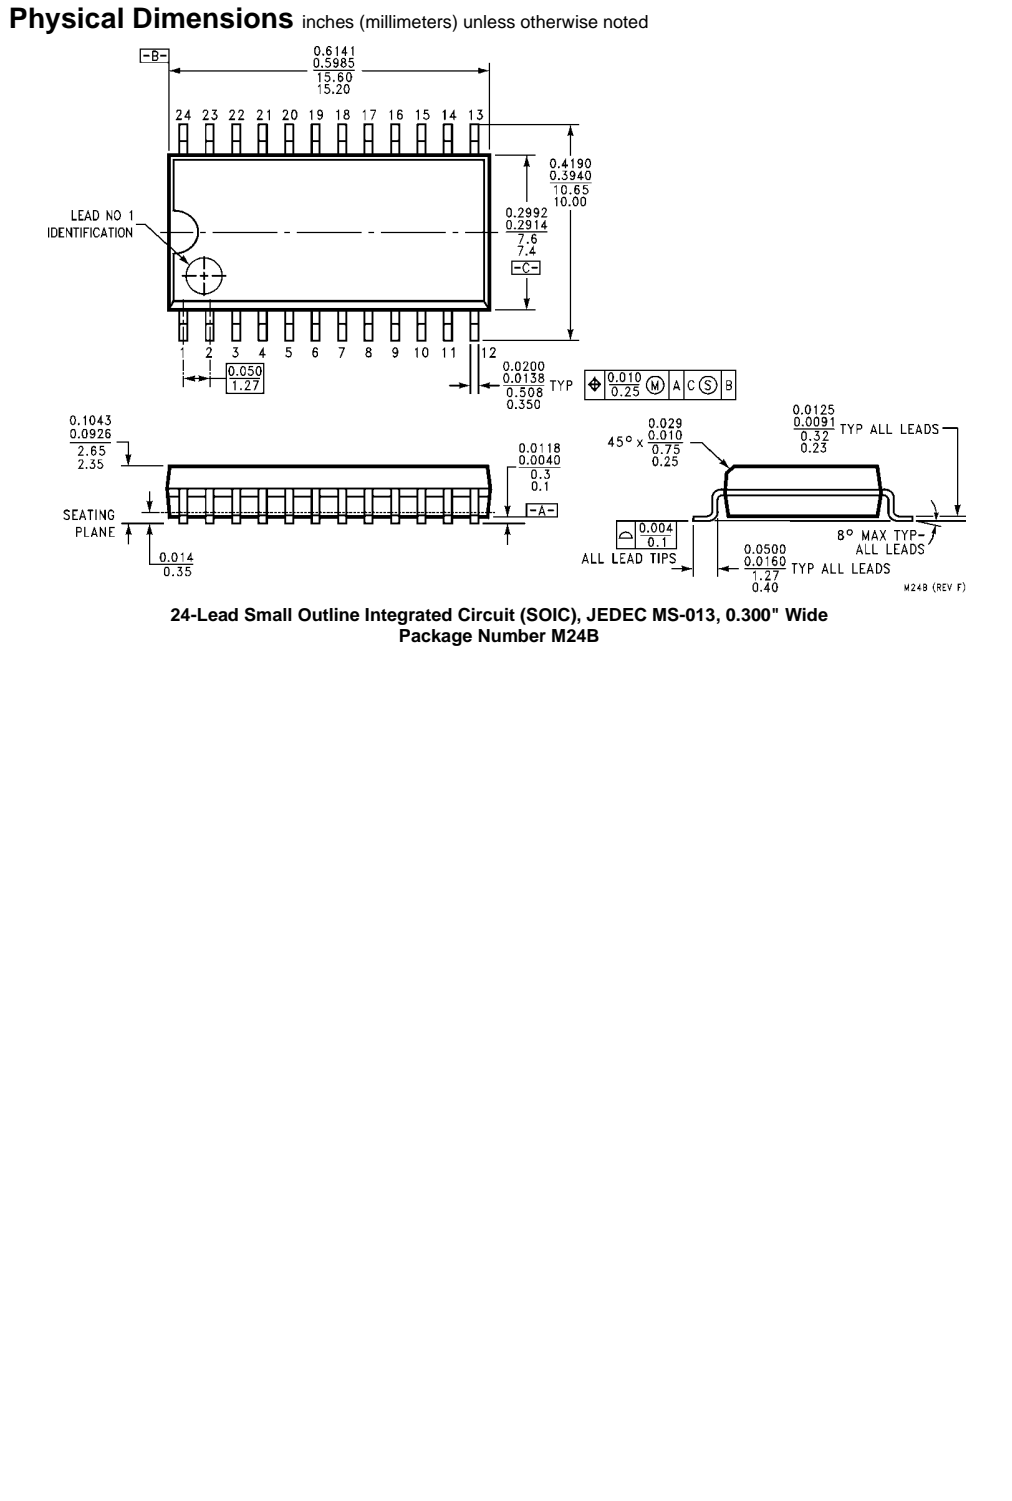 Physical Dimensions inches (millimeters) unless otherwise noted
-B-
0.6141
0.5985
15.60
15.20
24 23 22 21 20 19 18 17 16 15 14 13
0.4190
0.3940
10.65
10.00
LEAD NO 1
IDENTIFICATION
0.2992
0.2914
7.6
7.4
-C-
1 2 3 4 5 6 7 8 9 10 11 12
0.050
1.27
0.0200
0.0138
0.508
0.350
TYP
0.010
0.25
M A C S B
0.1043
0.0926
2.65
2.35
0.0118
0.0040
0.3
0.1
-A-
SEATING
PLANE
0.014
0.35
45° x
0.029
0.010
0.75
0.25
0.0125
0.0091
0.32
0.23
TYP ALL LEADS
0.004
0.1
ALL LEAD TIPS
8° MAX TYP-
ALL LEADS
0.0500
0.0160
1.27
0.40
TYP ALL LEADS
M24B (REV F)
24-Lead Small Outline Integrated Circuit (SOIC), JEDEC MS-013, 0.300" Wide
Package Number M24B